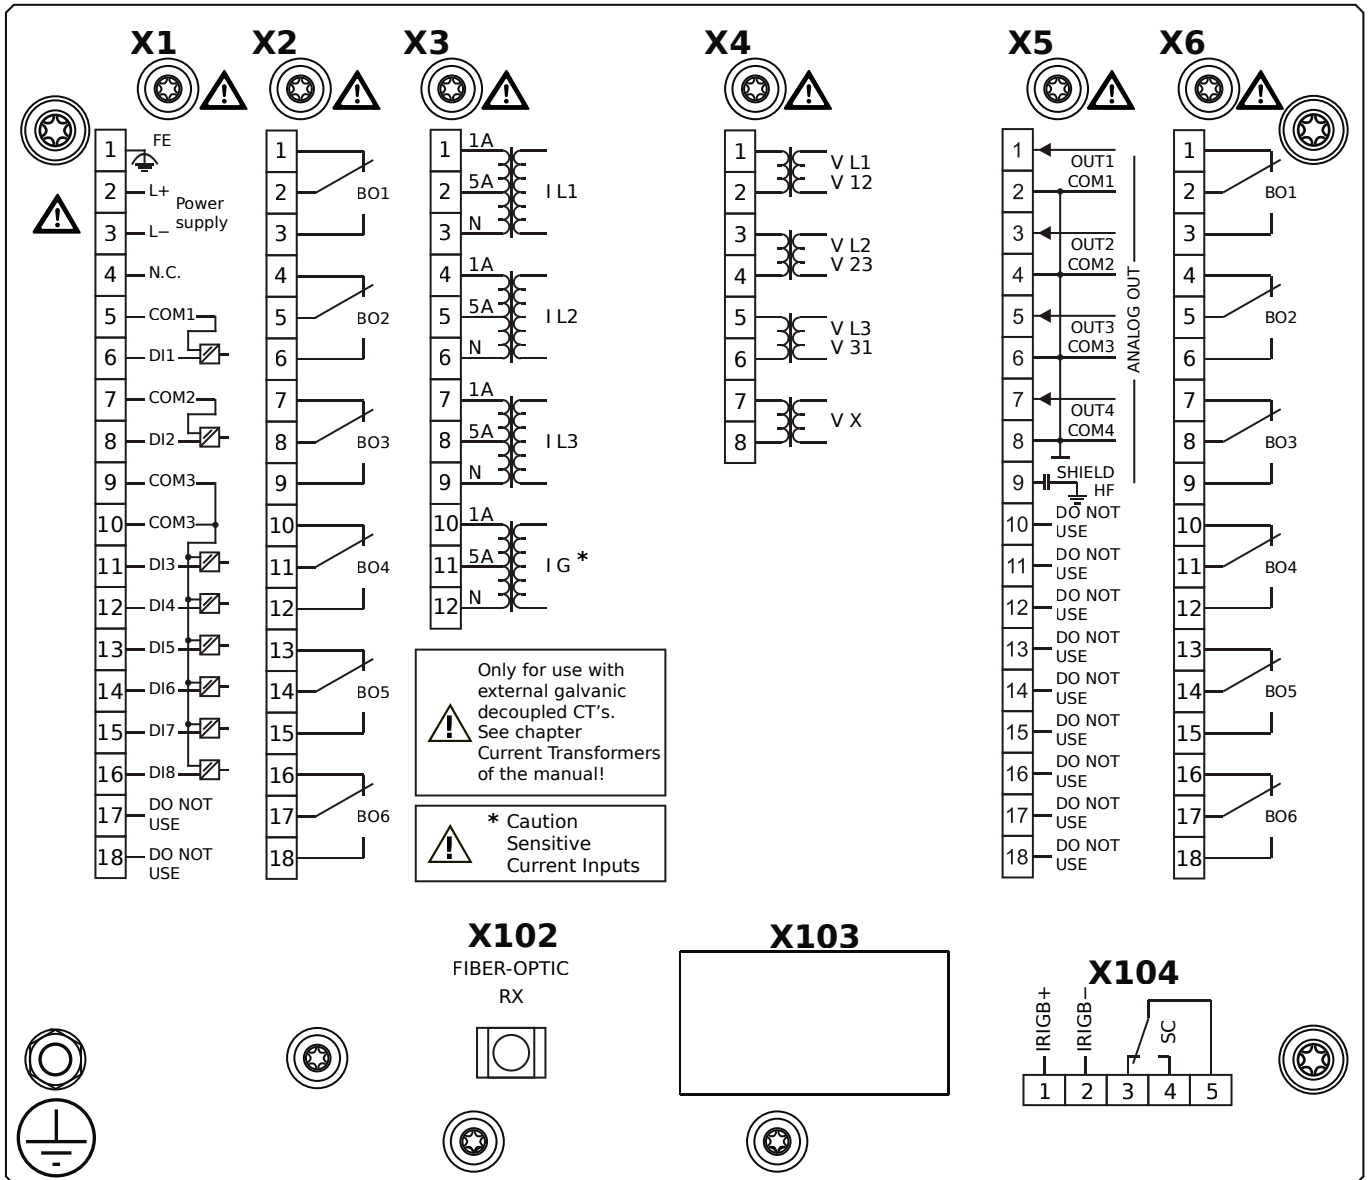 X1 X2 X3 X4 X5 X6
1 FE
2 L+
Power
supply
3 L−
4 N.C.
5 COM1
6 DI1
7 COM2
8 DI2
9 COM3
10 COM3
11 DI3
12 DI4
13 DI5
14 DI6
15 DI7
16 DI8
17 DO NOT
USE
18 DO NOT
USE
1
2 BO1
3
4
5 BO2
6
7
8 BO3
9
10
11 BO4
12
13
14 BO5
15
16
17 BO6
18
1 1A
2 5A I L1
3 N
4 1A
5 5A I L2
6 N
7 1A
8 5A I L3
9 N
10 1A
11 5A I G *
12 N
Only for use with
external galvanic
decoupled CT's.
See chapter
Current Transformers
of the manual!
* Caution
Sensitive
Current Inputs
1 V L1
2 V 12
3 V L2
4 V 23
5 V L3
6 V 31
7
V X
8
1 OUT1
2 COM1
3 OUT2
4 COM2
5 OUT3
6 COM3
7 OUT4
8 COM4
ANALOG OUT
9 SHIELD
HF
10 DO NOT
USE
11 DO NOT
USE
12 DO NOT
USE
13 DO NOT
USE
14 DO NOT
USE
15 DO NOT
USE
16 DO NOT
USE
17 DO NOT
USE
18 DO NOT
USE
1
2 BO1
3
4
5 BO2
6
7
8 BO3
9
10
11 BO4
12
13
14 BO5
15
16
17 BO6
18
X102
FIBER-OPTIC
RX
X103
X104
IRIGB+
IRIGB−
SC
1 2 3 4 5